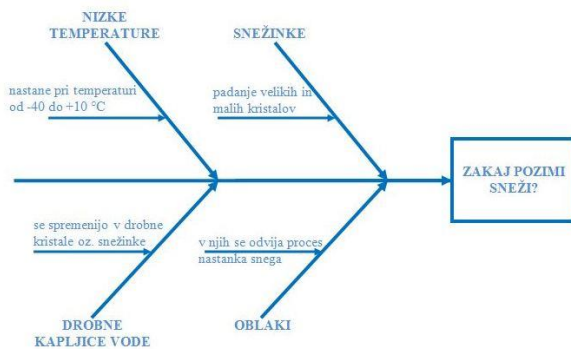 NIZKE
TEMPERATURE
SNEŽINKE
nastane pri temperaturi
od -40 do +10 °C
padanje velikih in
malih kristalov
ZAKAJ POZIMI
SNEŽI?
se spremenijo v drobne
kristale oz. snežinke
v njih se odvija proces
nastanka snega
DROBNE
KAPLJICE VODE
OBLAKI